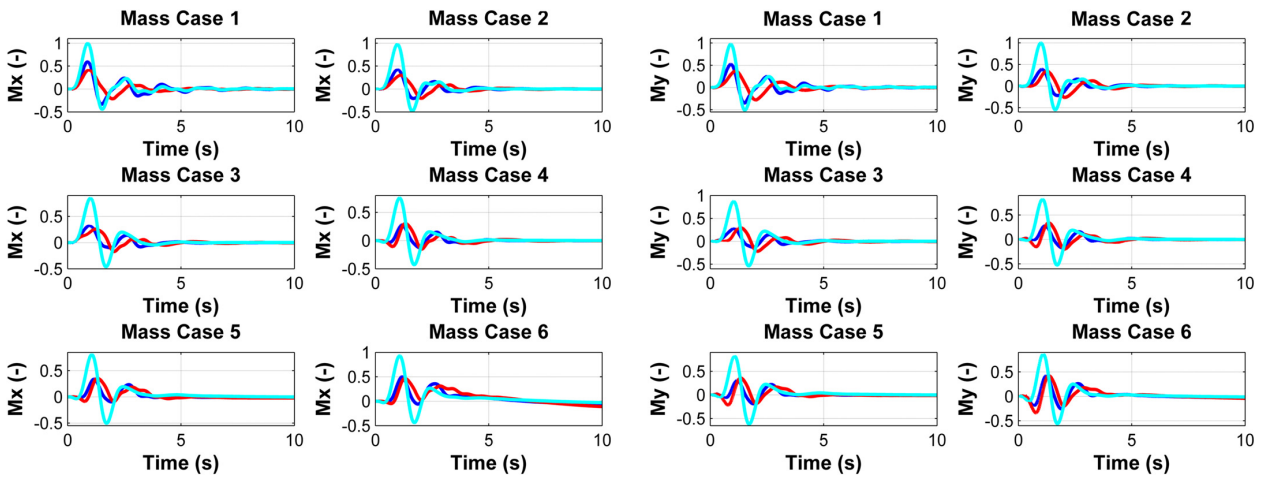 Mass Case 1 Mass Case 2 Mass Case 1 Mass Case 2
Mx (-) 1 0.5 0 -0.5 Mx (-) 1 0.5 0 -0.5 My (-) 1 0.5 0 -0.5 My (-) 1 0.5 0 -0.5
0 5 10 0 5 10 0 5 10 0 5 10
Time (s) Time (s) Time (s) Time (s)
Mass Case 3 Mass Case 4 Mass Case 3 Mass Case 4
Mx (-) 0.5 0 -0.5 Mx (-) 0.5 0 -0.5 My (-) 1 0.5 0 -0.5 My (-) 0.5 0 -0.5
0 5 10 0 5 10 0 5 10 0 5 10
Time (s) Time (s) Time (s) Time (s)
Mass Case 5 Mass Case 6 Mass Case 5 Mass Case 6
Mx (-) 0.5 0 -0.5 Mx (-) 1 0.5 0 -0.5 My (-) 0.5 0 -0.5 My (-) 0.5 0 -0.5
0 5 10 0 5 10 0 5 10 0 5 10
Time (s) Time (s) Time (s) Time (s)